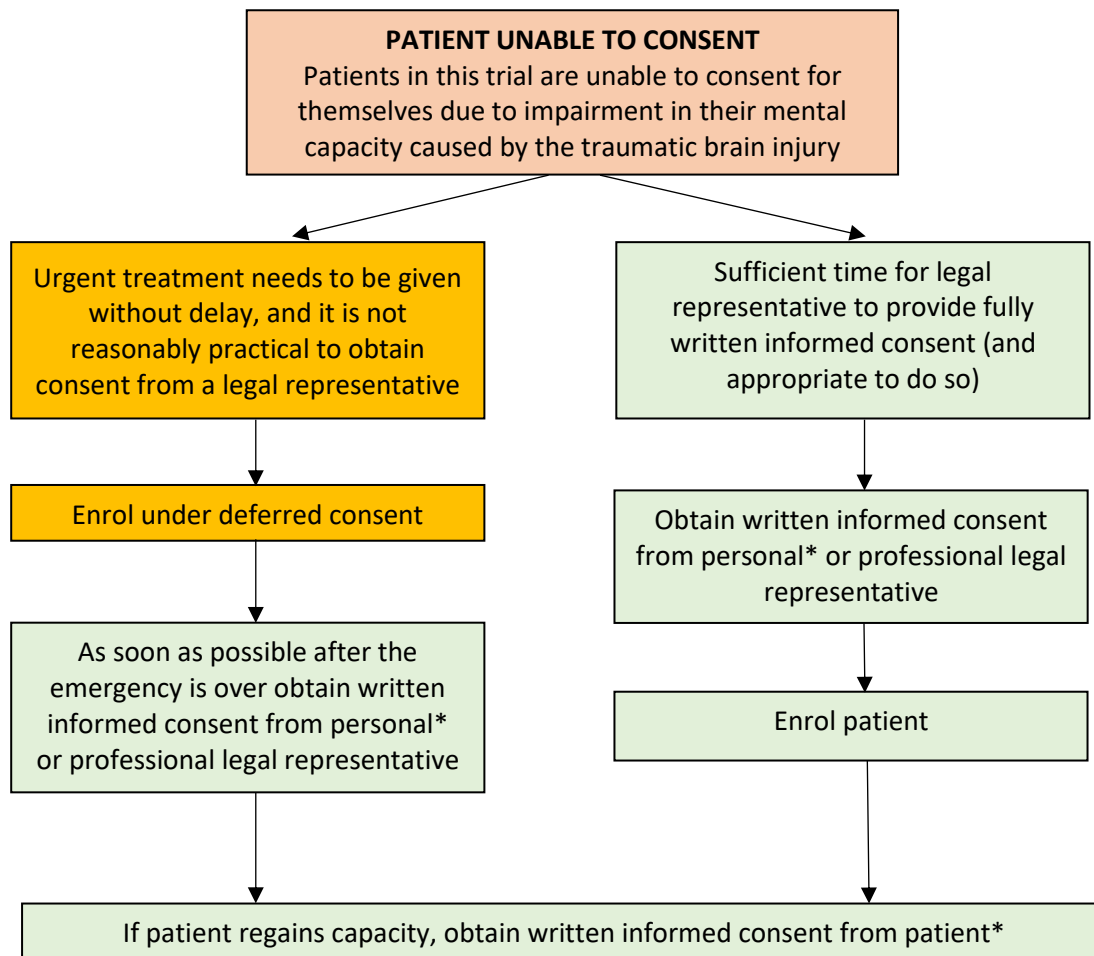 PATIENT UNABLE TO CONSENT
Patients in this trial are unable to consent for
themselves due to impairment in their mental
capacity caused by the traumatic brain injury
Urgent treatment needs to be given
without delay, and it is not
reasonably practical to obtain
consent from a legal representative
Enrol under deferred consent
As soon as possible after the
emergency is over obtain written
informed consent from personal*
or professional legal representative
Sufficient time for legal
representative to provide fully
written informed consent (and
appropriate to do so)
Obtain written informed consent
from personal* or professional legal
representative
Enrol patient
If patient regains capacity, obtain written informed consent from patient*